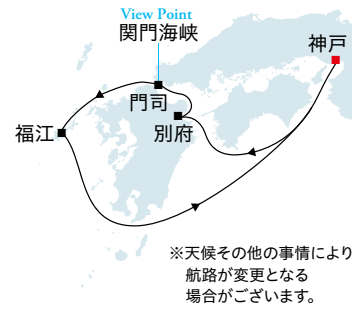 View Point
関門海峡
神戸
門司
福江
別府
※天候その他の事情により
航路が変更となる
場合がございます。